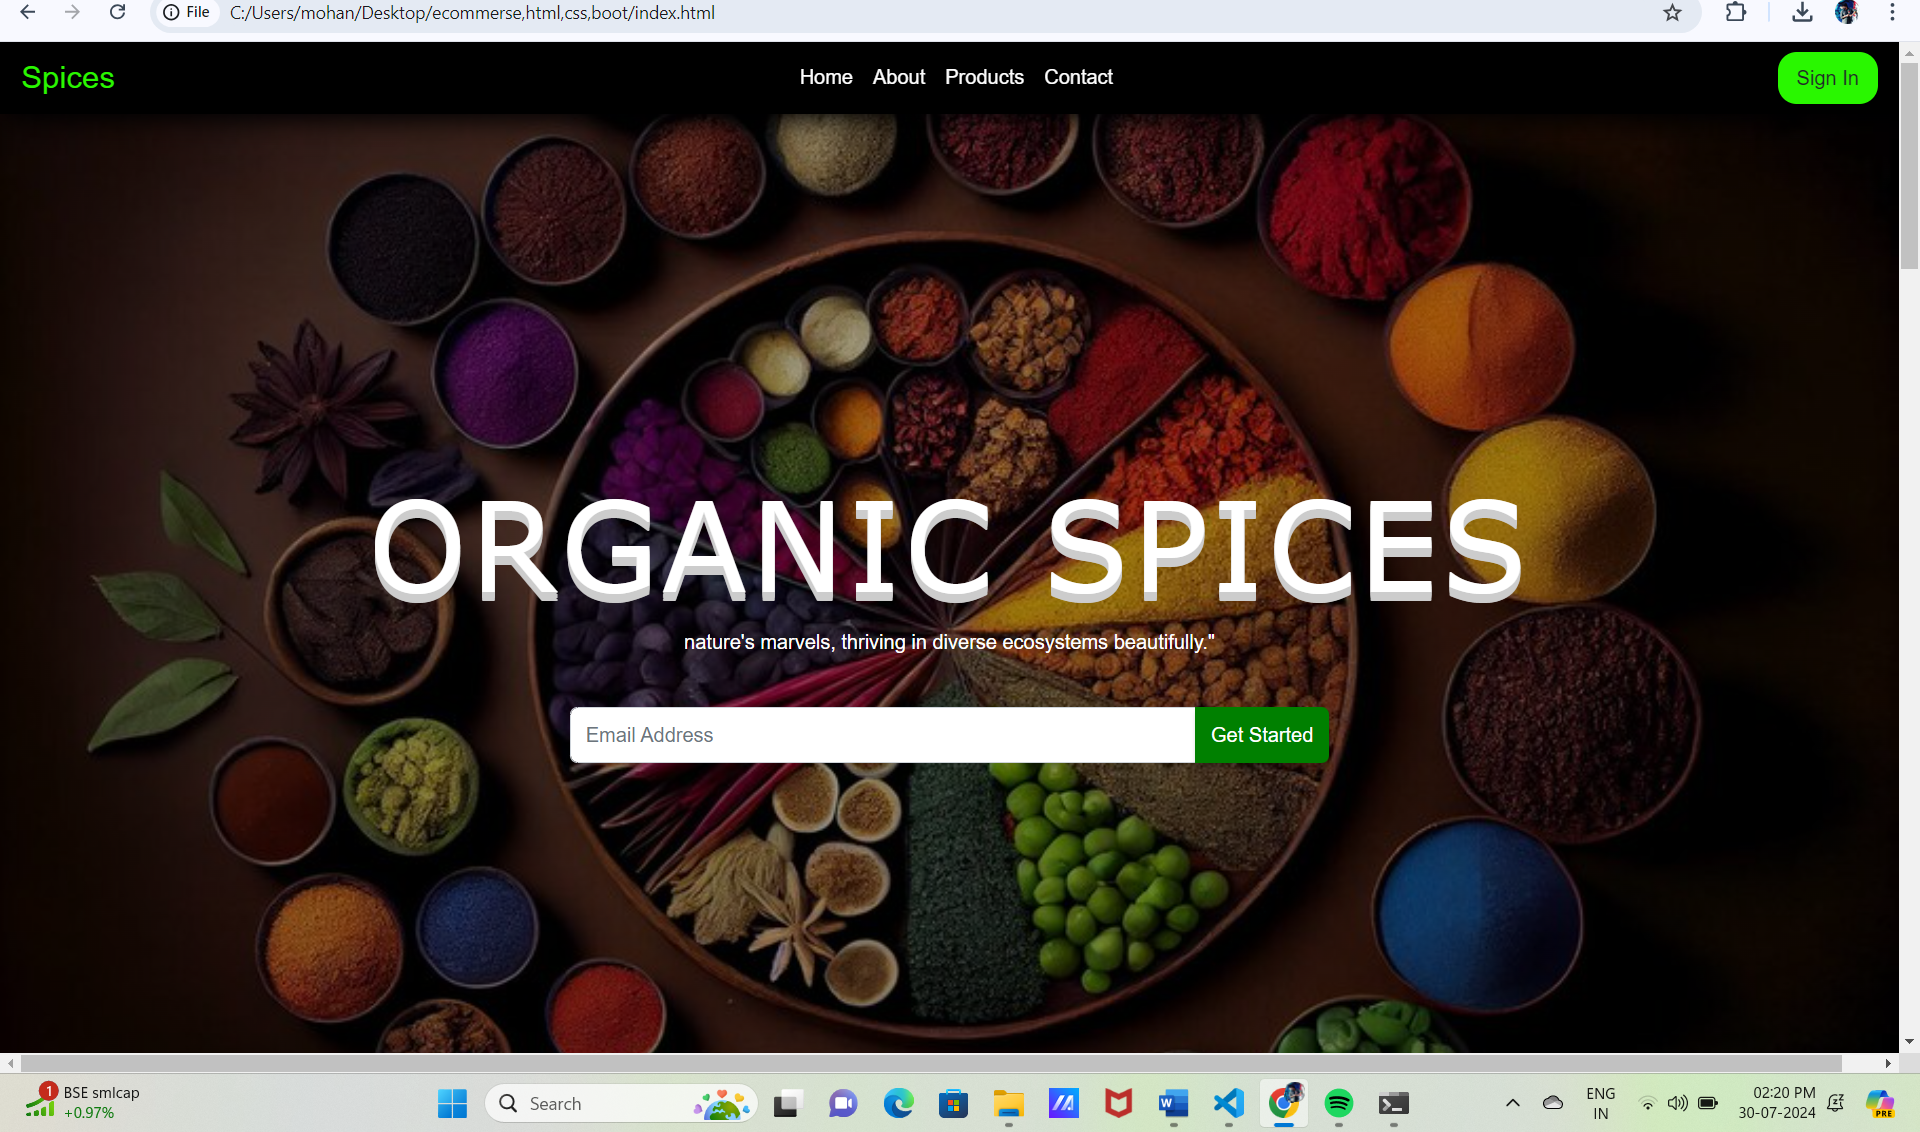 File C:/Users/mohan/Desktop/ecommerse,html,css,boot/index.html
Spices
Home About Products Contact
Sign In
ORGANIC SPICES
nature's marvels, thriving in diverse ecosystems beautifully."
Email Address
Get Started
1
BSE smlcap
+0.97%
Search
W
PRE
ENG
IN
02:20 PM
30-07-2024